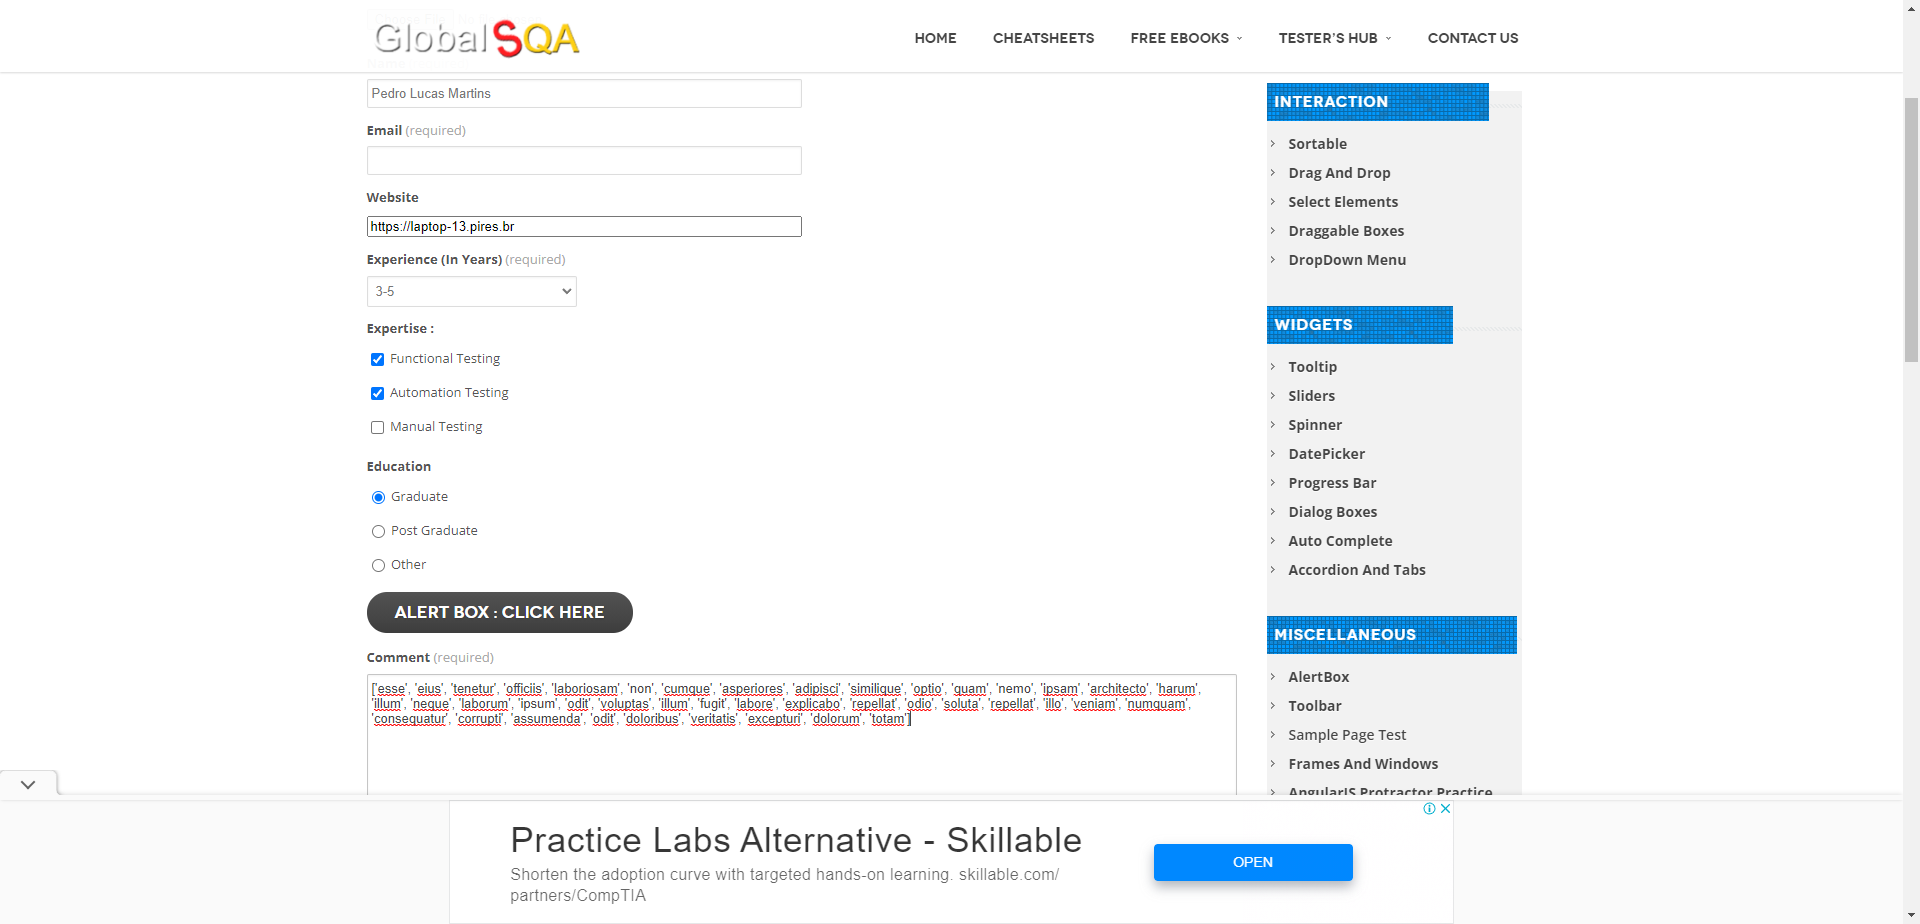 GlobalSQA
HOME
CHEATSHEETS
FREE EBOOKS
TESTER'S HUB
CONTACT US
Pedro Lucas Martins
Email (required)
Website
https://laptop-13.pires.br
Experience (In Years) (required)
3-5
Expertise :
Functional Testing
Automation Testing
Manual Testing
Education
Graduate
Post Graduate
Other
ALERT BOX : CLICK HERE
Comment (required)
['esse', 'eius', 'tenetur', 'officiis', 'laboriosam', 'non', 'cumque', 'asperiores', 'adipisci', 'similique', 'optio', 'quam', 'nemo', 'ipsam', 'architecto', 'harum',
'illum', 'neque', 'laborum', 'ipsum', 'odit', 'voluptas', 'illum', 'fugit', 'labore', 'explicabo', 'repellat', 'odio', 'soluta', 'repellat', 'illo', 'veniam', 'numquam',
'consequatur', 'corrupti', 'assumenda', 'odit', 'doloribus', 'veritatis', 'excepturi', 'dolorum', 'totam']
INTERACTION
Sortable
Drag And Drop
Select Elements
Draggable Boxes
DropDown Menu
WIDGETS
Tooltip
Sliders
Spinner
DatePicker
Progress Bar
Dialog Boxes
Auto Complete
Accordion And Tabs
MISCELLANEOUS
AlertBox
Toolbar
Sample Page Test
Frames And Windows
AngularJS Protractor Practice
Practice Labs Alternative - Skillable
Shorten the adoption curve with targeted hands-on learning. skillable.com/
partners/CompTIA
OPEN